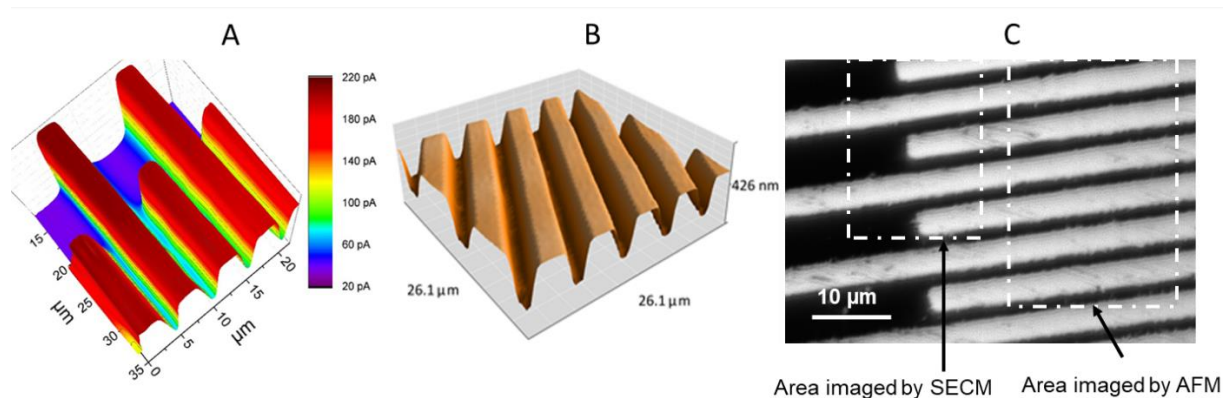 A
B
C
220 pA
180 pA
140 pA
100 pA
60 pA
20 pA
15
20
25
30
35
µm
0
5
10
15
20
µm
426 nm
26.1 µm
26.1 µm
10 µm
Area imaged by SECM
Area imaged by AFM